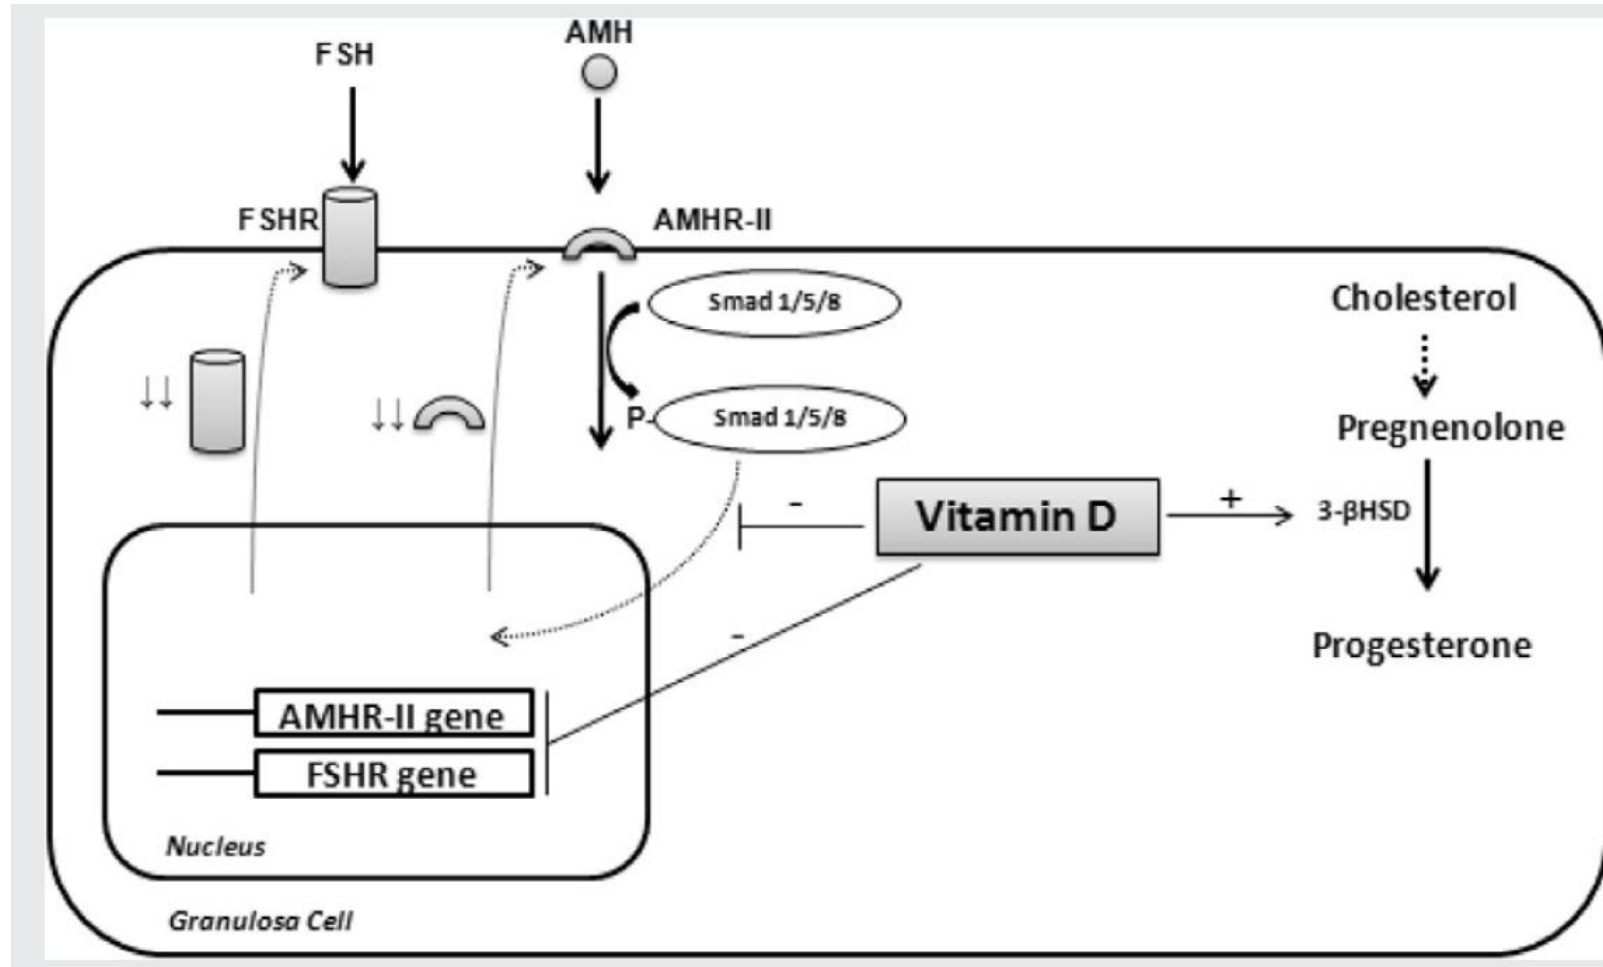 FSH
AMH
FSHR
AMHR-II
Smad 1/5/8
Cholesterol
↓↓
↓↓
P-
Smad 1/5/8
Pregnenolone
-
Vitamin D
+
3-βHSD
-
Progesterone
AMHR-II gene
FSHR gene
Nucleus
Granulosa Cell